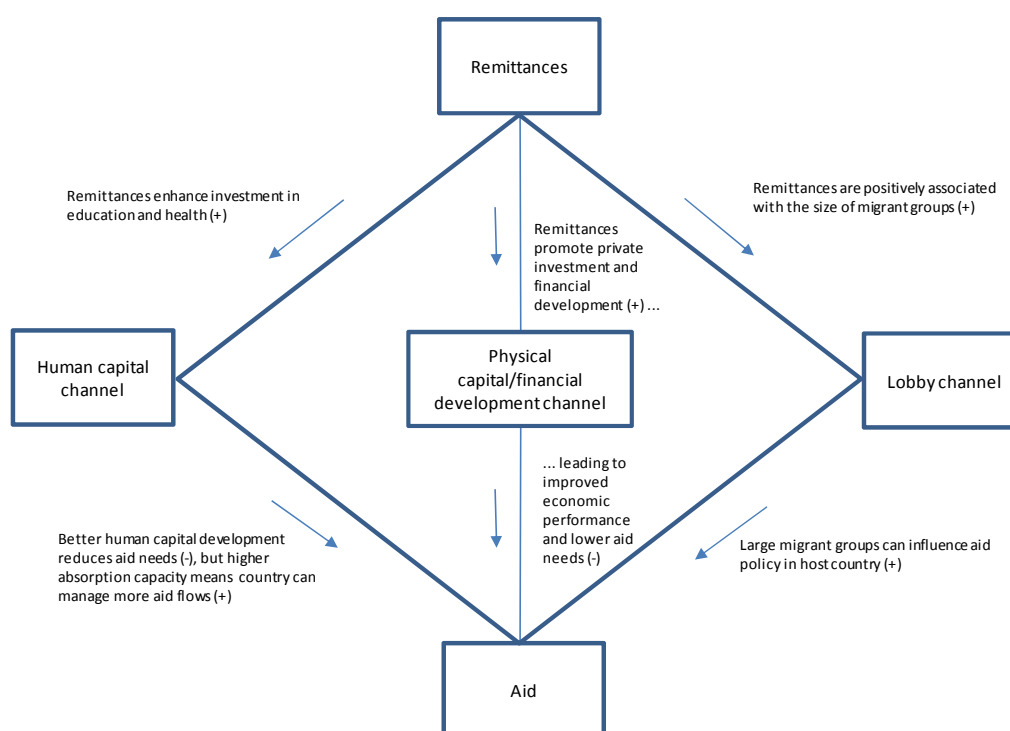 Remittances
Remittances enhance investment in
education and health (+)
Remittances
promote private
investment and
financial
development (+) ...
Remittances are positively associated
with the size of migrant groups (+)
Human capital
channel
Physical
capital/financial
development channel
Lobby channel
Better human capital development
reduces aid needs (-), but higher
absorption capacity means country can
manage more aid flows (+)
... leading to
improved
economic
performance
and lower aid
needs (-)
Large migrant groups can influence aid
policy in host country (+)
Aid